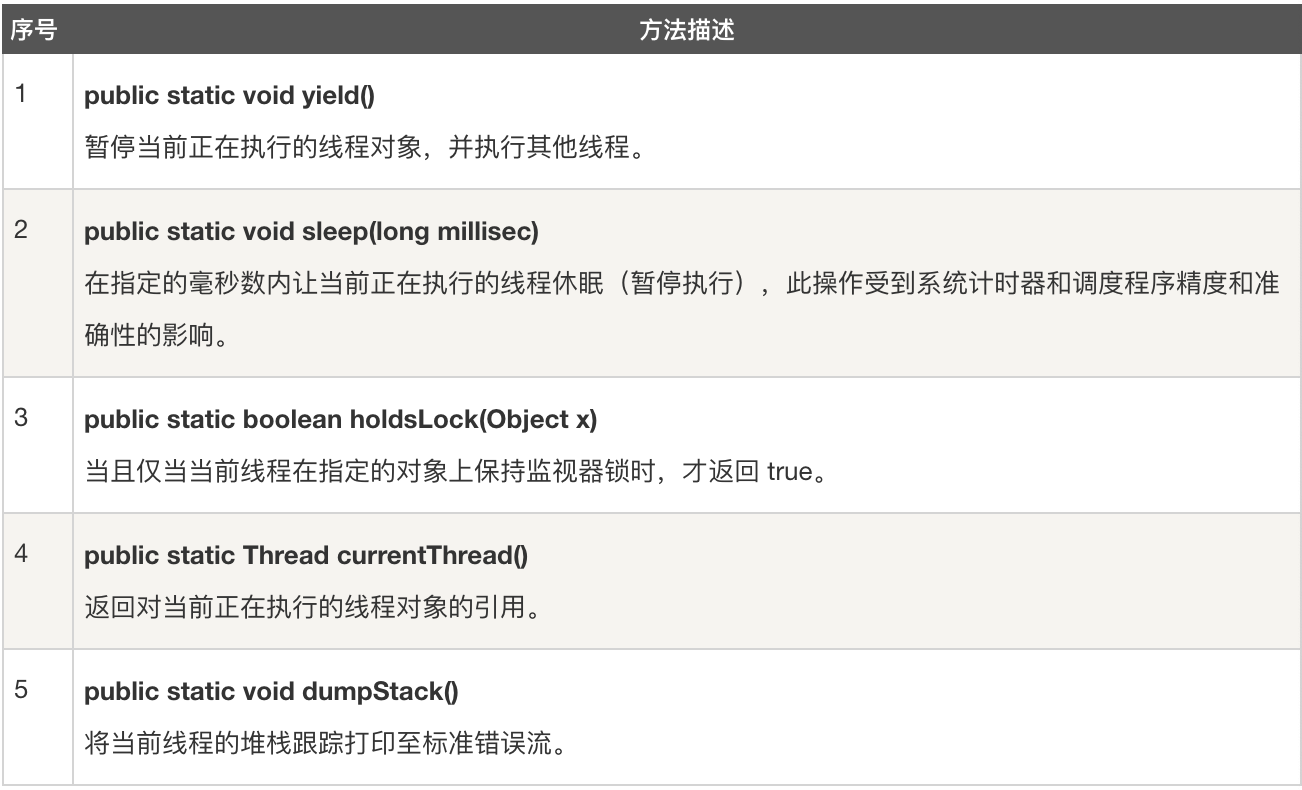 序号 方法描述
1 public static void yield()
暂停当前正在执行的线程对象，并执行其他线程。
2 public static void sleep(long millisec)
在指定的毫秒数内让当前正在执行的线程休眠（暂停执行），此操作受到系统计时器和调度程序精度和准
确性的影响。
3 public static boolean holdsLock(Object x)
当且仅当当前线程在指定的对象上保持监视器锁时，才返回 true。
4 public static Thread currentThread()
返回对当前正在执行的线程对象的引用。
5 public static void dumpStack()
将当前线程的堆栈跟踪打印至标准错误流。